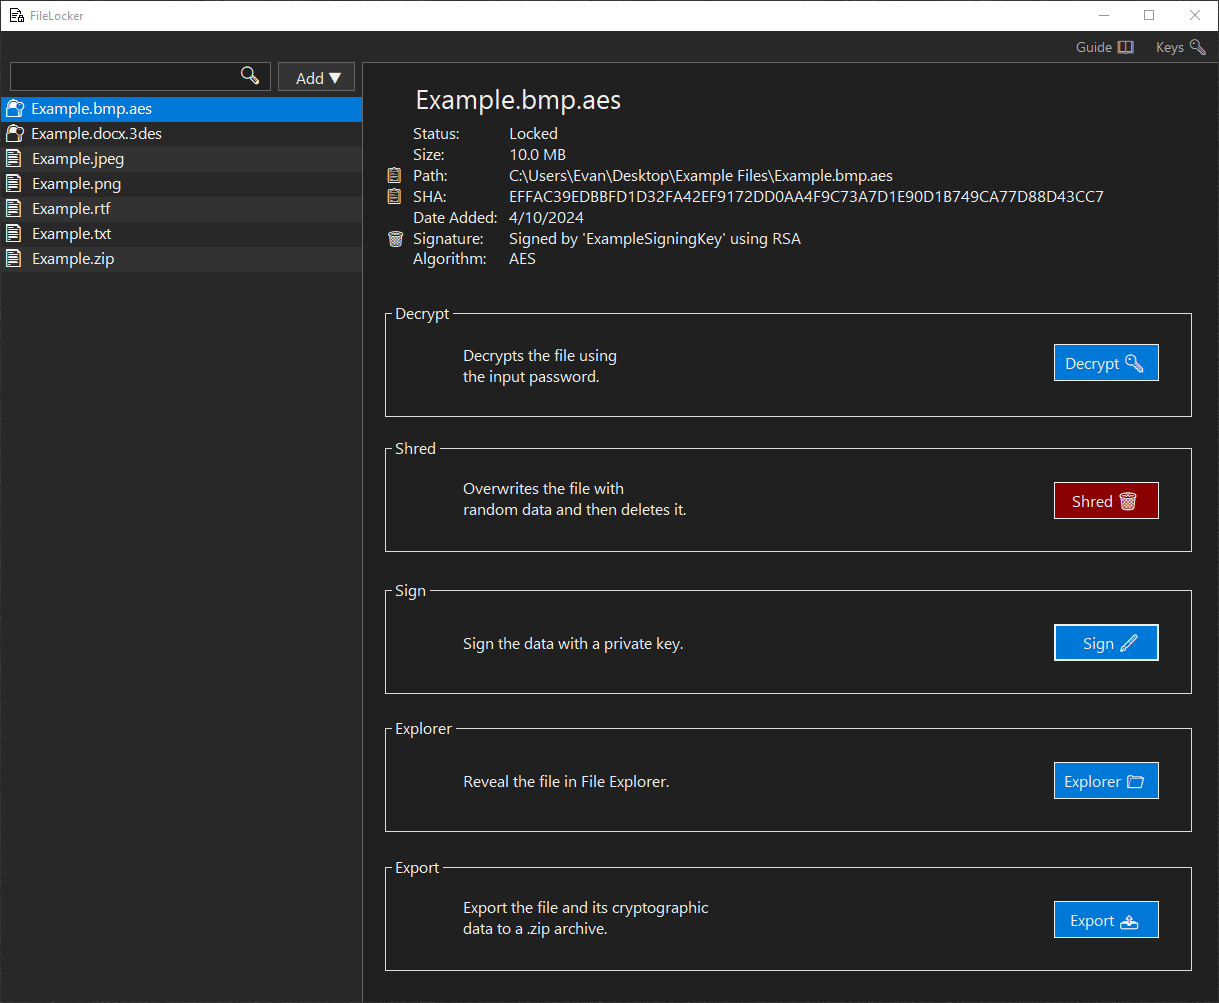 FileLocker
Guide Keys
Add ▼
Example.bmp.aes
Example.docx.3des
Example.jpeg
Example.png
Example.rtf
Example.txt
Example.zip
Example.bmp.aes
Status: Locked
Size: 10.0 MB
Path: C:\Users\Evan\Desktop\Example Files\Example.bmp.aes
SHA: EFFAC39EDBBFD1D32FA42EF9172DD0AA4F9C73A7D1E90D1B749CA77D88D43CC7
Date Added: 4/10/2024
Signature: Signed by 'ExampleSigningKey' using RSA
Algorithm: AES
Decrypt
Decrypts the file using
the input password.
Decrypt
Shred
Overwrites the file with
random data and then deletes it.
Shred
Sign
Sign the data with a private key.
Sign
Explorer
Reveal the file in File Explorer.
Explorer
Export
Export the file and its cryptographic
data to a .zip archive.
Export